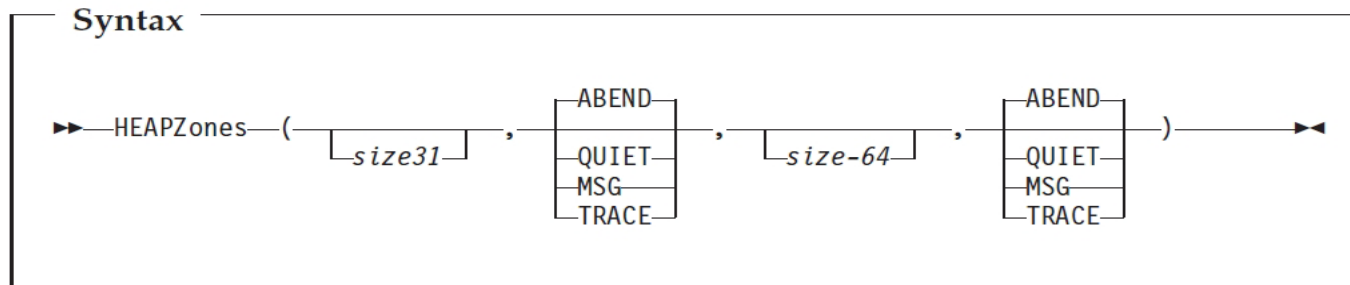 Syntax
ABEND ABEND
►►—HEAPZones—( , , , ) ►◄
size31 QUIET size-64 QUIET
MSG MSG
TRACE TRACE